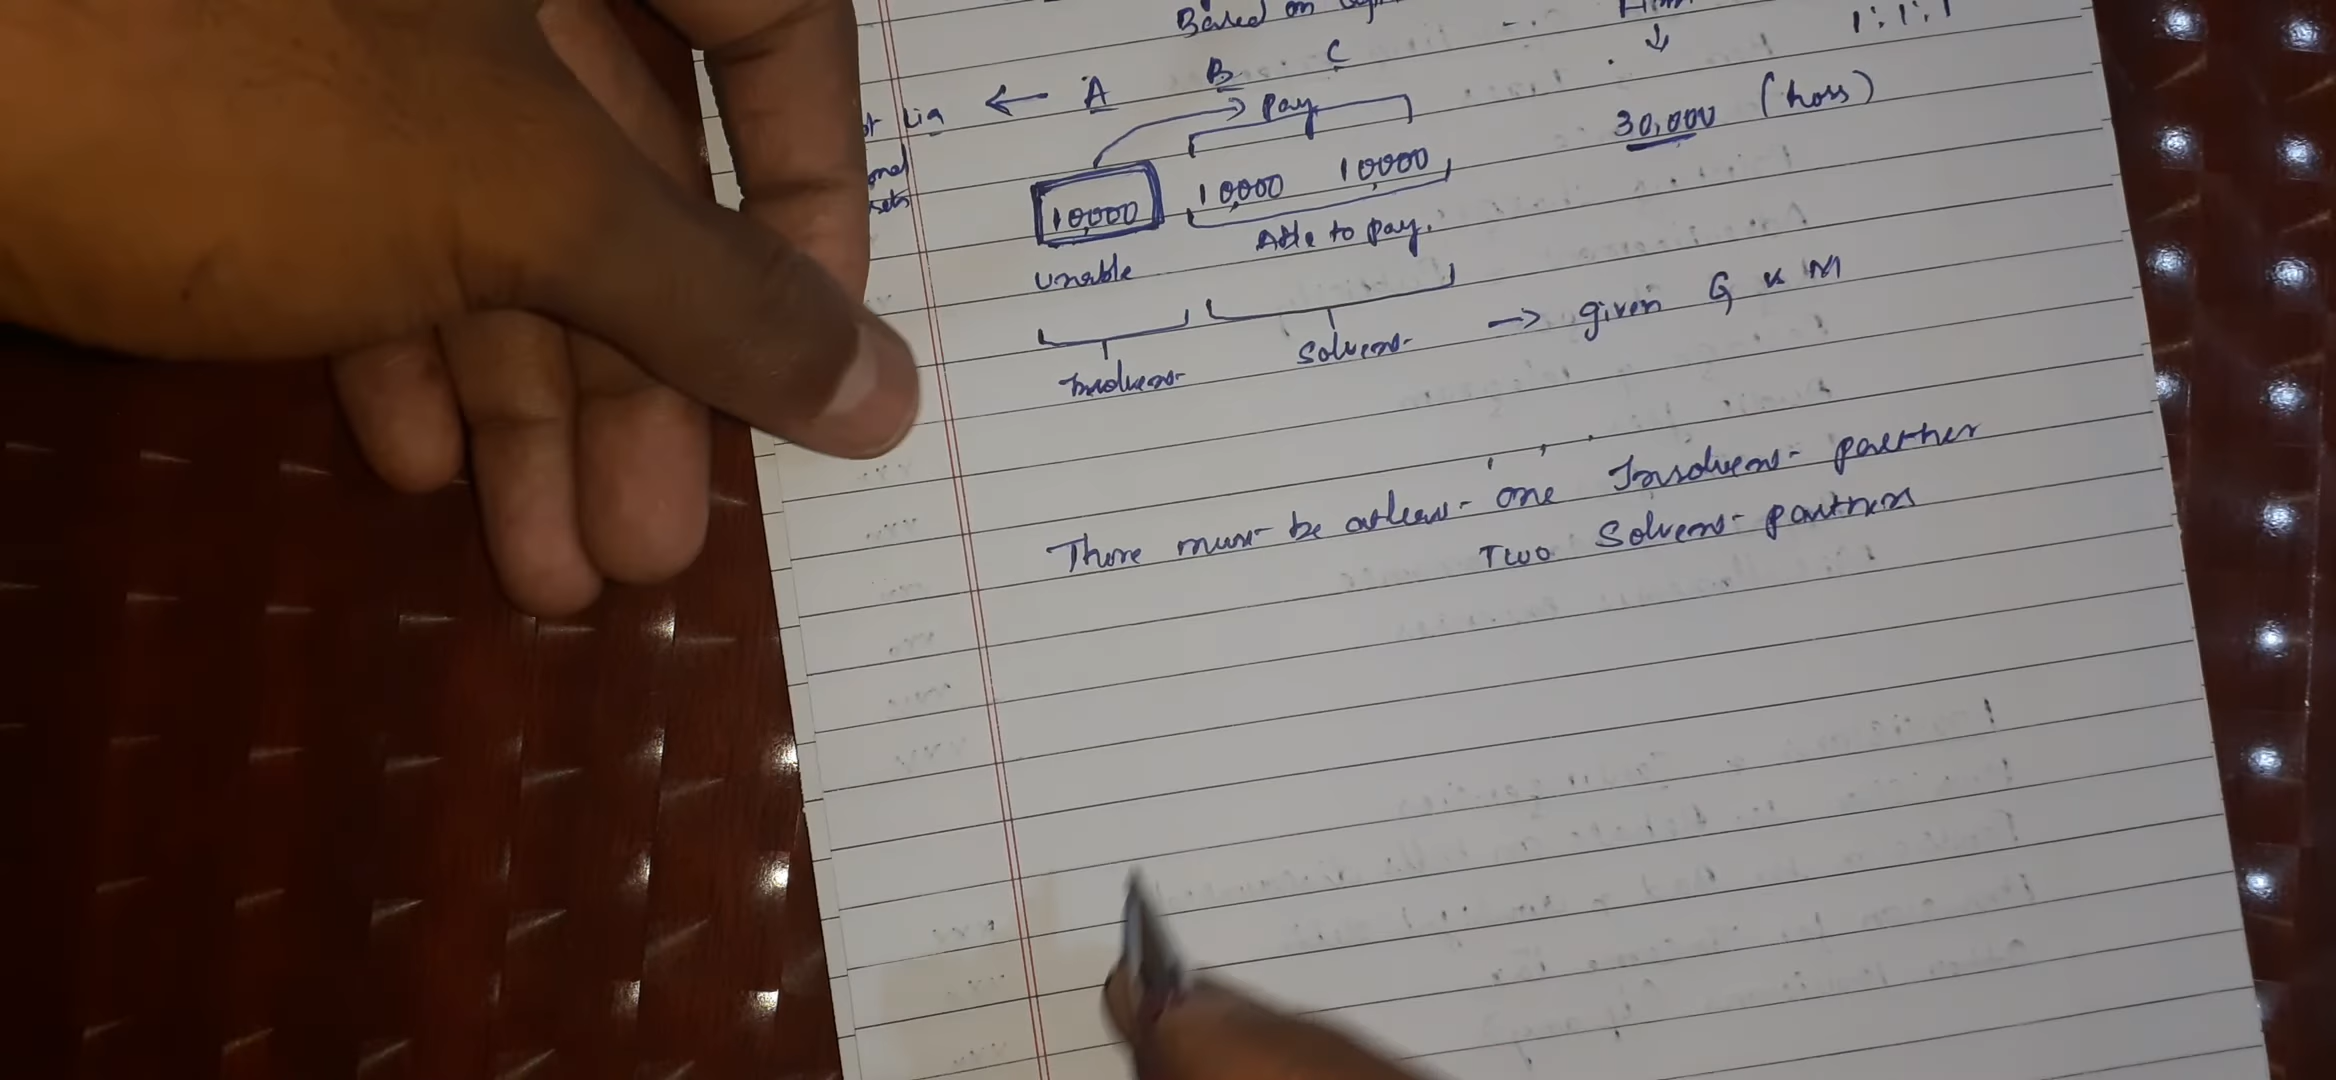 Based on
1:1:1
Lia ← A B C ↓
→ pay 30,000 (Loss)
10,000 10,000 10,000
unable Able to pay.
Insolvent Solvent → given G v M
There must be atleast one Insolvent partner
Two Solvent partners